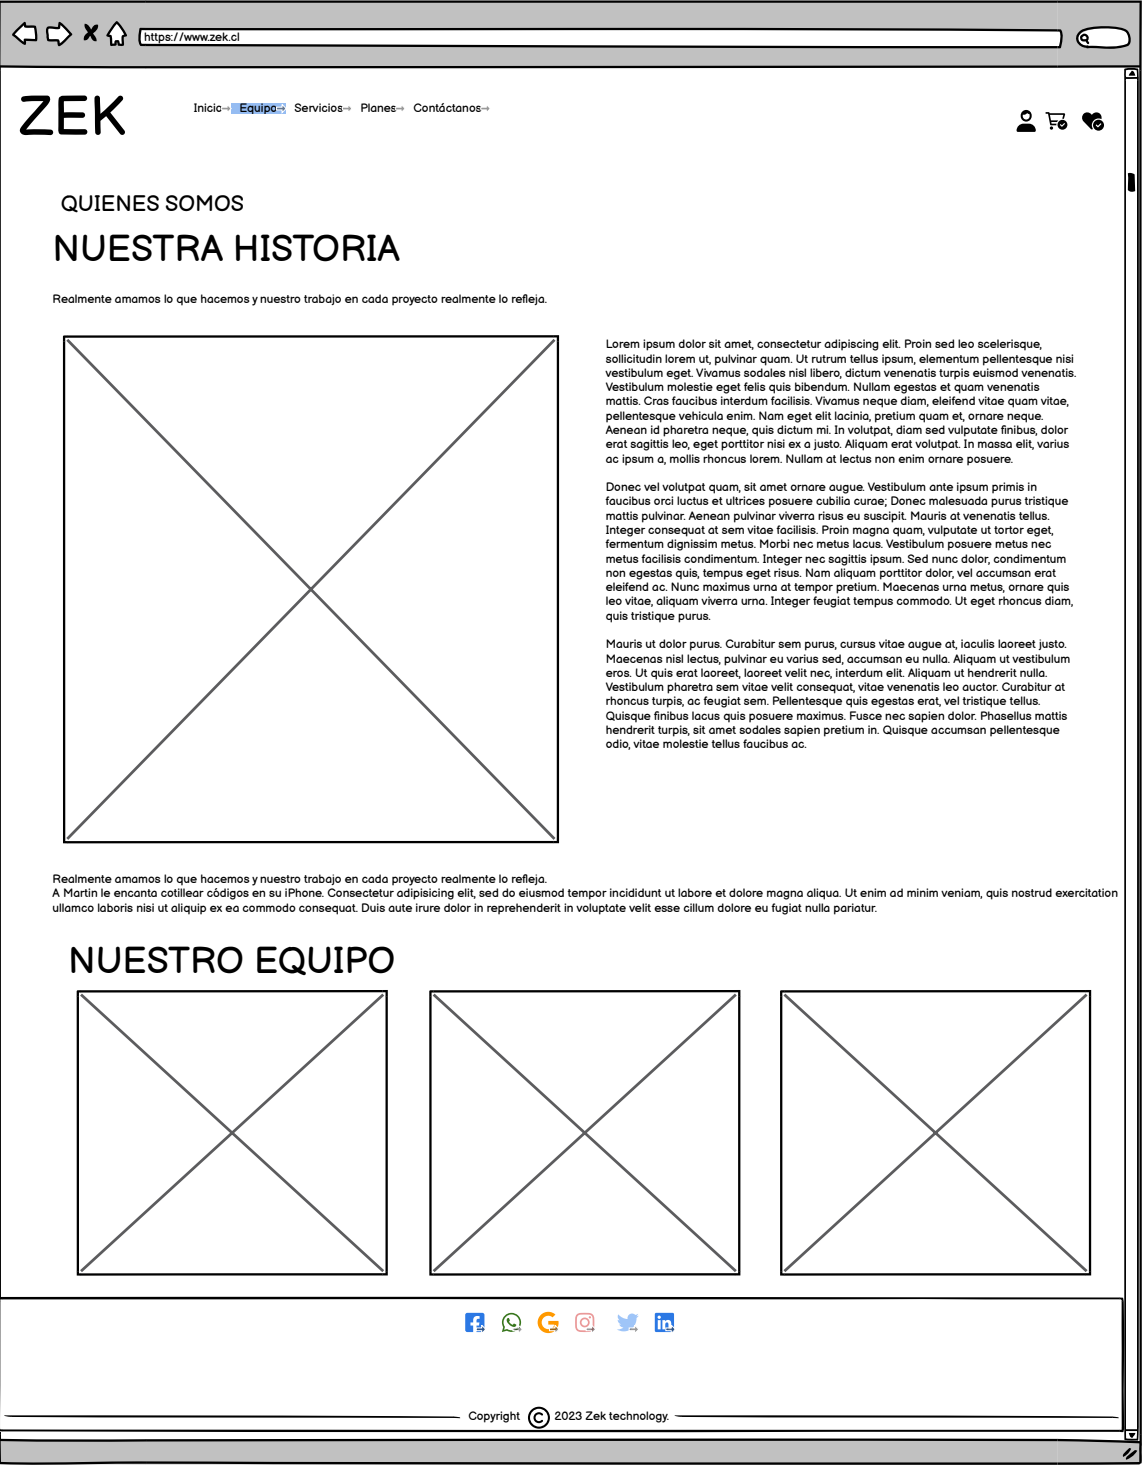 https://www.zek.cl
ZEK
Inicio Equipo Servicios Planes Contáctanos
QUIENES SOMOS
NUESTRA HISTORIA
Realmente amamos lo que hacemos y nuestro trabajo en cada proyecto realmente lo refleja.
Lorem ipsum dolor sit amet, consectetur adipiscing elit. Proin sed leo scelerisque,
sollicitudin lorem ut, pulvinar quam. Ut rutrum tellus ipsum, elementum pellentesque nisi
vestibulum eget. Vivamus sodales nisl libero, dictum venenatis turpis euismod venenatis.
Vestibulum molestie eget felis quis bibendum. Nullam egestas et quam venenatis
mattis. Cras faucibus interdum facilisis. Vivamus neque diam, eleifend vitae quam vitae,
pellentesque vehicula enim. Nam eget elit lacinia, pretium quam et, ornare neque.
Aenean id pharetra neque, quis dictum mi. In volutpat, diam sed vulputate finibus, dolor
erat sagittis leo, eget porttitor nisi ex a justo. Aliquam erat volutpat. In massa elit, varius
ac ipsum a, mollis rhoncus lorem. Nullam at lectus non enim ornare posuere.
Donec vel volutpat quam, sit amet ornare augue. Vestibulum ante ipsum primis in
faucibus orci luctus et ultrices posuere cubilia curae; Donec malesuada purus tristique
mattis pulvinar. Aenean pulvinar viverra risus eu suscipit. Mauris at venenatis tellus.
Integer consequat at sem vitae facilisis. Proin magna quam, vulputate ut tortor eget,
fermentum dignissim metus. Morbi nec metus lacus. Vestibulum posuere metus nec
metus facilisis condimentum. Integer nec sagittis ipsum. Sed nunc dolor, condimentum
non egestas quis, tempus eget risus. Nam aliquam porttitor dolor, vel accumsan erat
eleifend ac. Nunc maximus urna at tempor pretium. Maecenas urna metus, ornare quis
leo vitae, aliquam viverra urna. Integer feugiat tempus commodo. Ut eget rhoncus diam,
quis tristique purus.
Mauris ut dolor purus. Curabitur sem purus, cursus vitae augue at, iaculis laoreet justo.
Maecenas nisl lectus, pulvinar eu varius sed, accumsan eu nulla. Aliquam ut vestibulum
eros. Ut quis erat laoreet, laoreet velit nec, interdum elit. Aliquam ut hendrerit nulla.
Vestibulum pharetra sem vitae velit consequat, vitae venenatis leo auctor. Curabitur at
rhoncus turpis, ac feugiat sem. Pellentesque quis egestas erat, vel tristique tellus.
Quisque finibus lacus quis posuere maximus. Fusce nec sapien dolor. Phasellus mattis
hendrerit turpis, sit amet sodales sapien pretium in. Quisque accumsan pellentesque
odio, vitae molestie tellus faucibus ac.
Realmente amamos lo que hacemos y nuestro trabajo en cada proyecto realmente lo refleja.
A Martin le encanta cotillear códigos en su iPhone. Consectetur adipisicing elit, sed do eiusmod tempor incididunt ut labore et dolore magna aliqua. Ut enim ad minim veniam, quis nostrud exercitation
ullamco laboris nisi ut aliquip ex ea commodo consequat. Duis aute irure dolor in reprehenderit in voluptate velit esse cillum dolore eu fugiat nulla pariatur.
NUESTRO EQUIPO
Copyright © 2023 Zek technology.